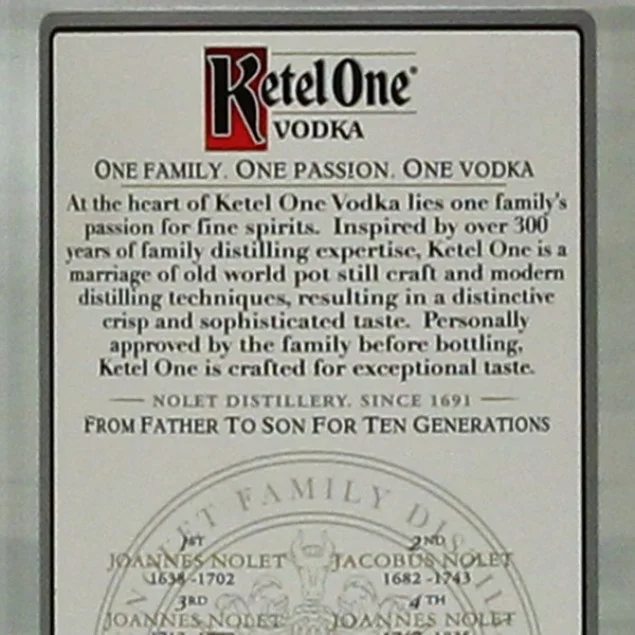 Ketel One®
VODKA
ONE FAMILY. ONE PASSION. ONE VODKA
At the heart of Ketel One Vodka lies one family's
passion for fine spirits. Inspired by over 300
years of family distilling expertise, Ketel One is a
marriage of old world pot still craft and modern
distilling techniques, resulting in a distinctive
crisp and sophisticated taste. Personally
approved by the family before bottling,
Ketel One is crafted for exceptional taste.
NOLET DISTILLERY. SINCE 1691
FROM FATHER TO SON FOR TEN GENERATIONS
FAMILY
1ST 2ND
JOANNES NOLET JACOBUS NOLET
1638-1702 1682-1743
3RD 4TH
JOANNES NOLET JOANNES NOLET